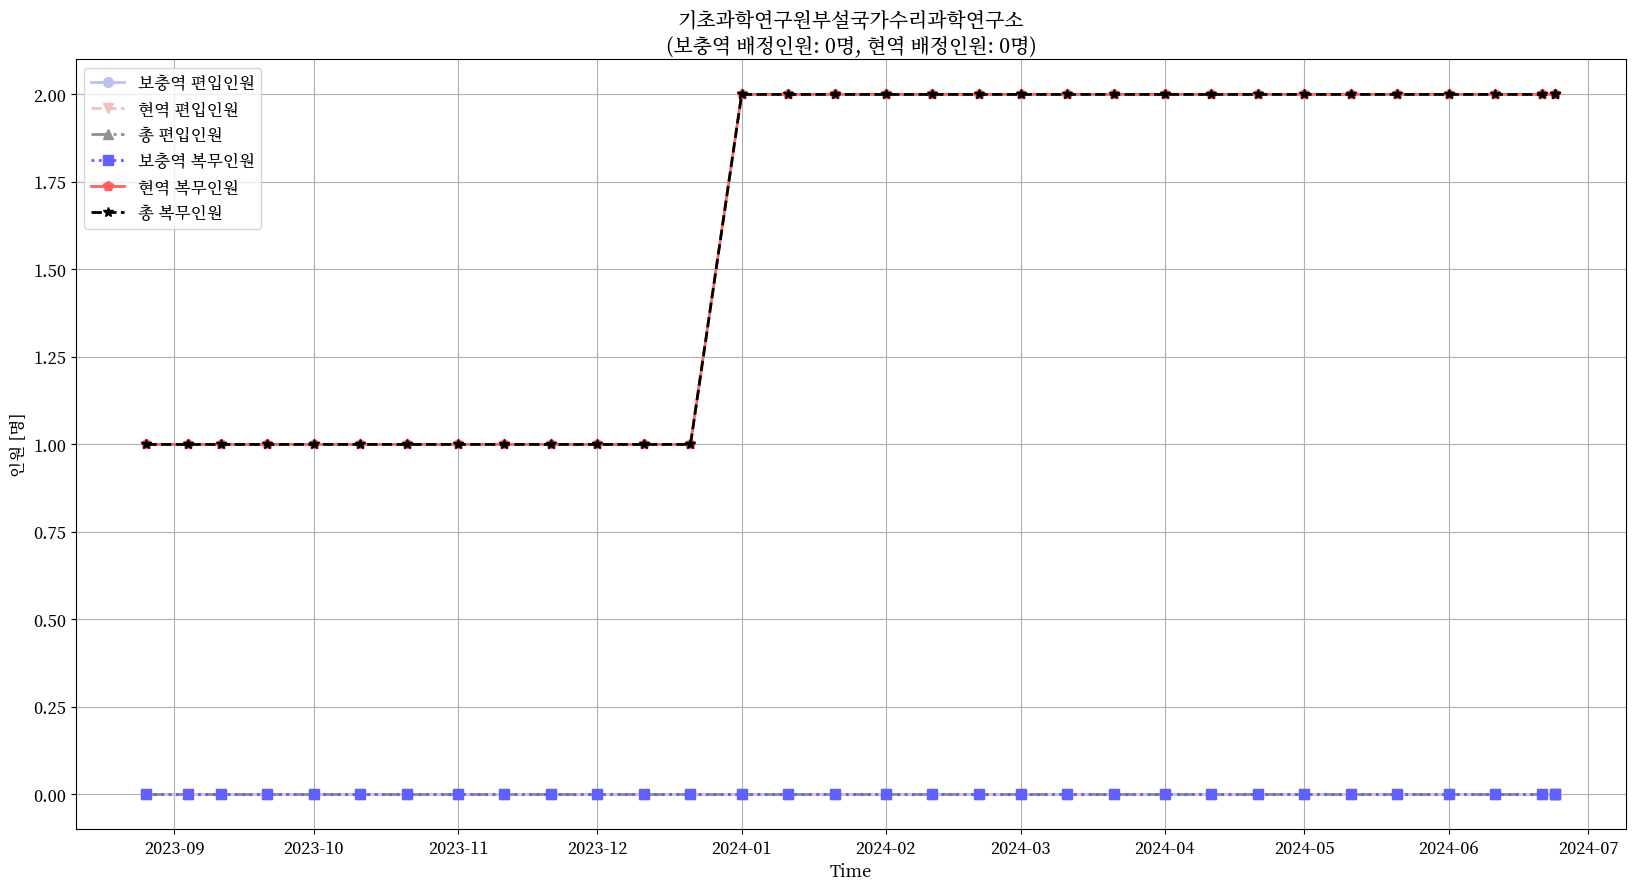 기초과학연구원부설국가수리과학연구소
(보충역 배정인원: 0명, 현역 배정인원: 0명)
보충역 편입인원
현역 편입인원
총 편입인원
보충역 복무인원
현역 복무인원
총 복무인원
2.00
1.75
1.50
1.25
1.00
0.75
0.50
0.25
0.00
인원 [명]
2023-09 2023-10 2023-11 2023-12 2024-01 2024-02 2024-03 2024-04 2024-05 2024-06 2024-07
Time